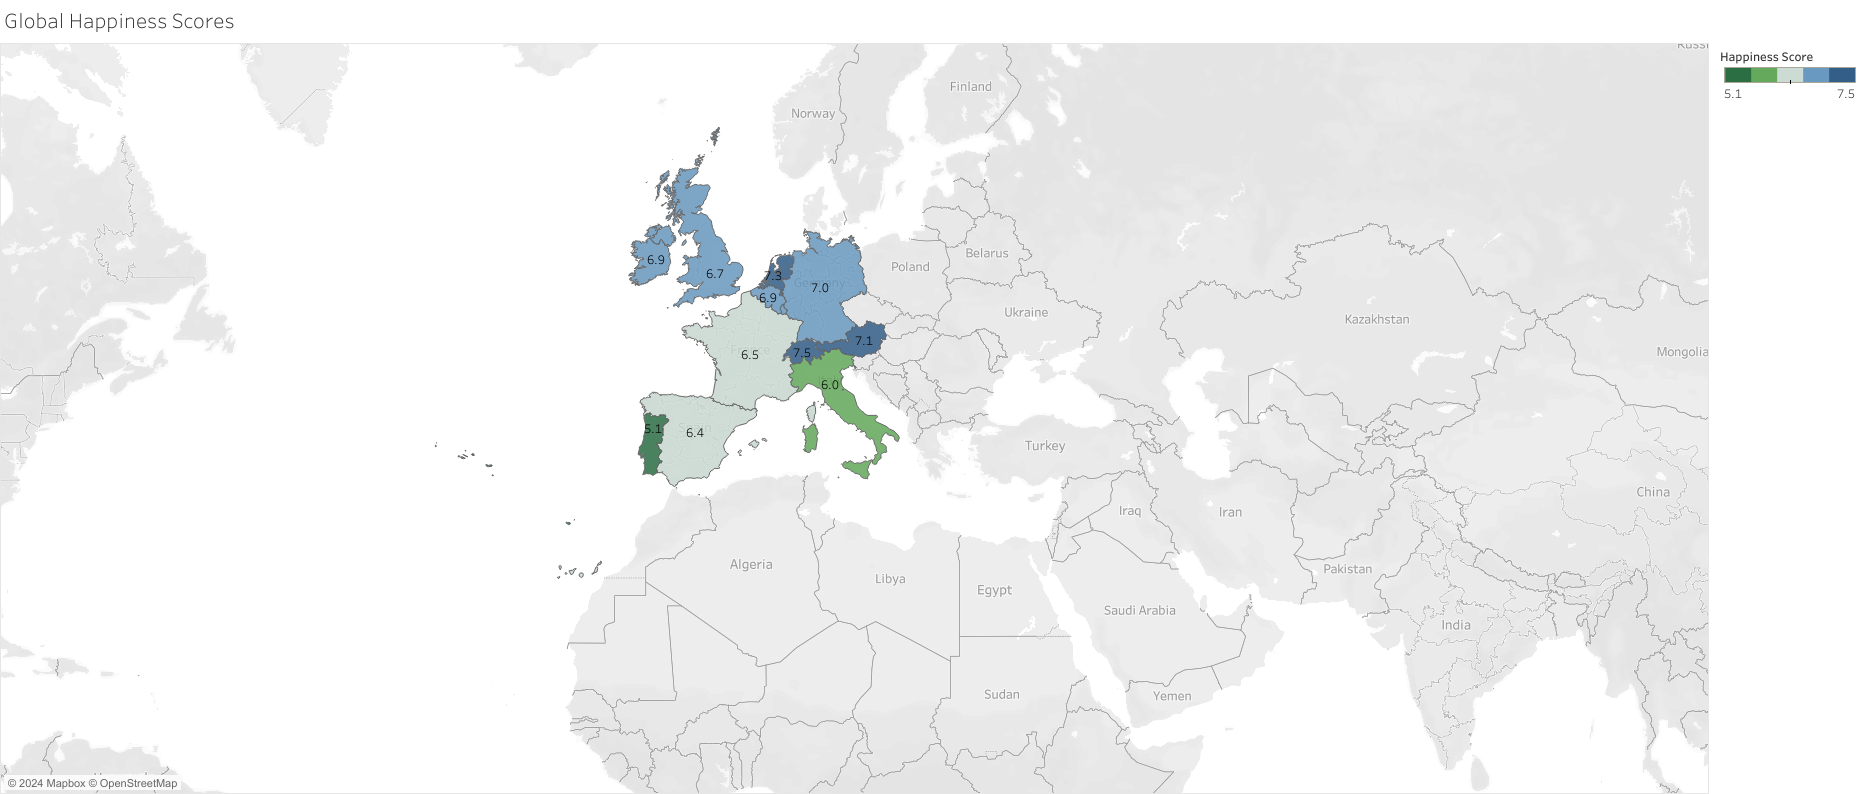 Global Happiness Scores
Happiness Score
5.1 7.5
Finland
Norway
6.9
6.7
7.3
6.9
7.0
Poland
Belarus
Ukraine
Kazakhstan
Mongolia
6.5
7.5
7.1
6.0
5.1
6.4
Turkey
China
Iraq
Iran
Algeria
Libya
Egypt
Pakistan
Saudi Arabia
India
Sudan
Yemen
© 2024 Mapbox © OpenStreetMap